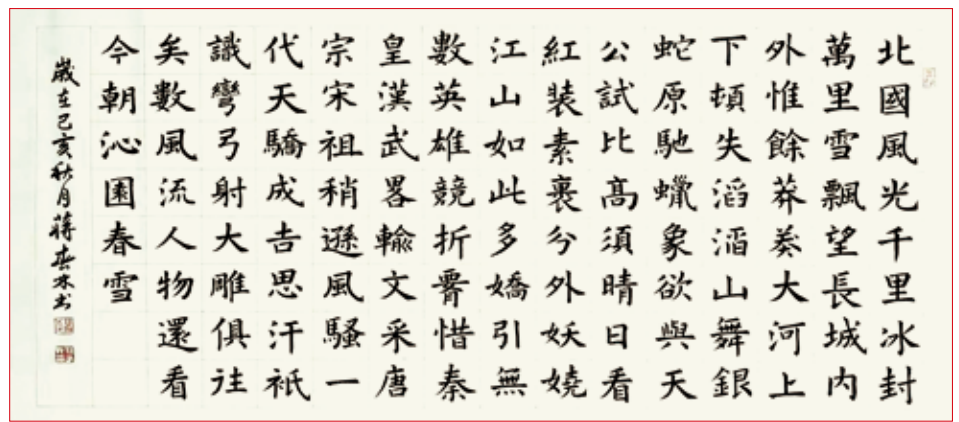 北國風光千里冰封
萬里雪飄望長城内
外惟餘莽莽大河上
下頓失滔滔山舞銀
蛇原馳蠟象欲與天
公試比高須晴日看
紅裝素裹分外妖嬈
江山如此多嬌引無
數英雄競折惜秦
皇漢武畧輸文采唐
宗宋祖稍遜風騷一
代天驕成吉思汗衹
識彎弓射大雕俱往
矣數風流人物還看
今朝沁園春雪
歲在己亥秋月蔣春木书